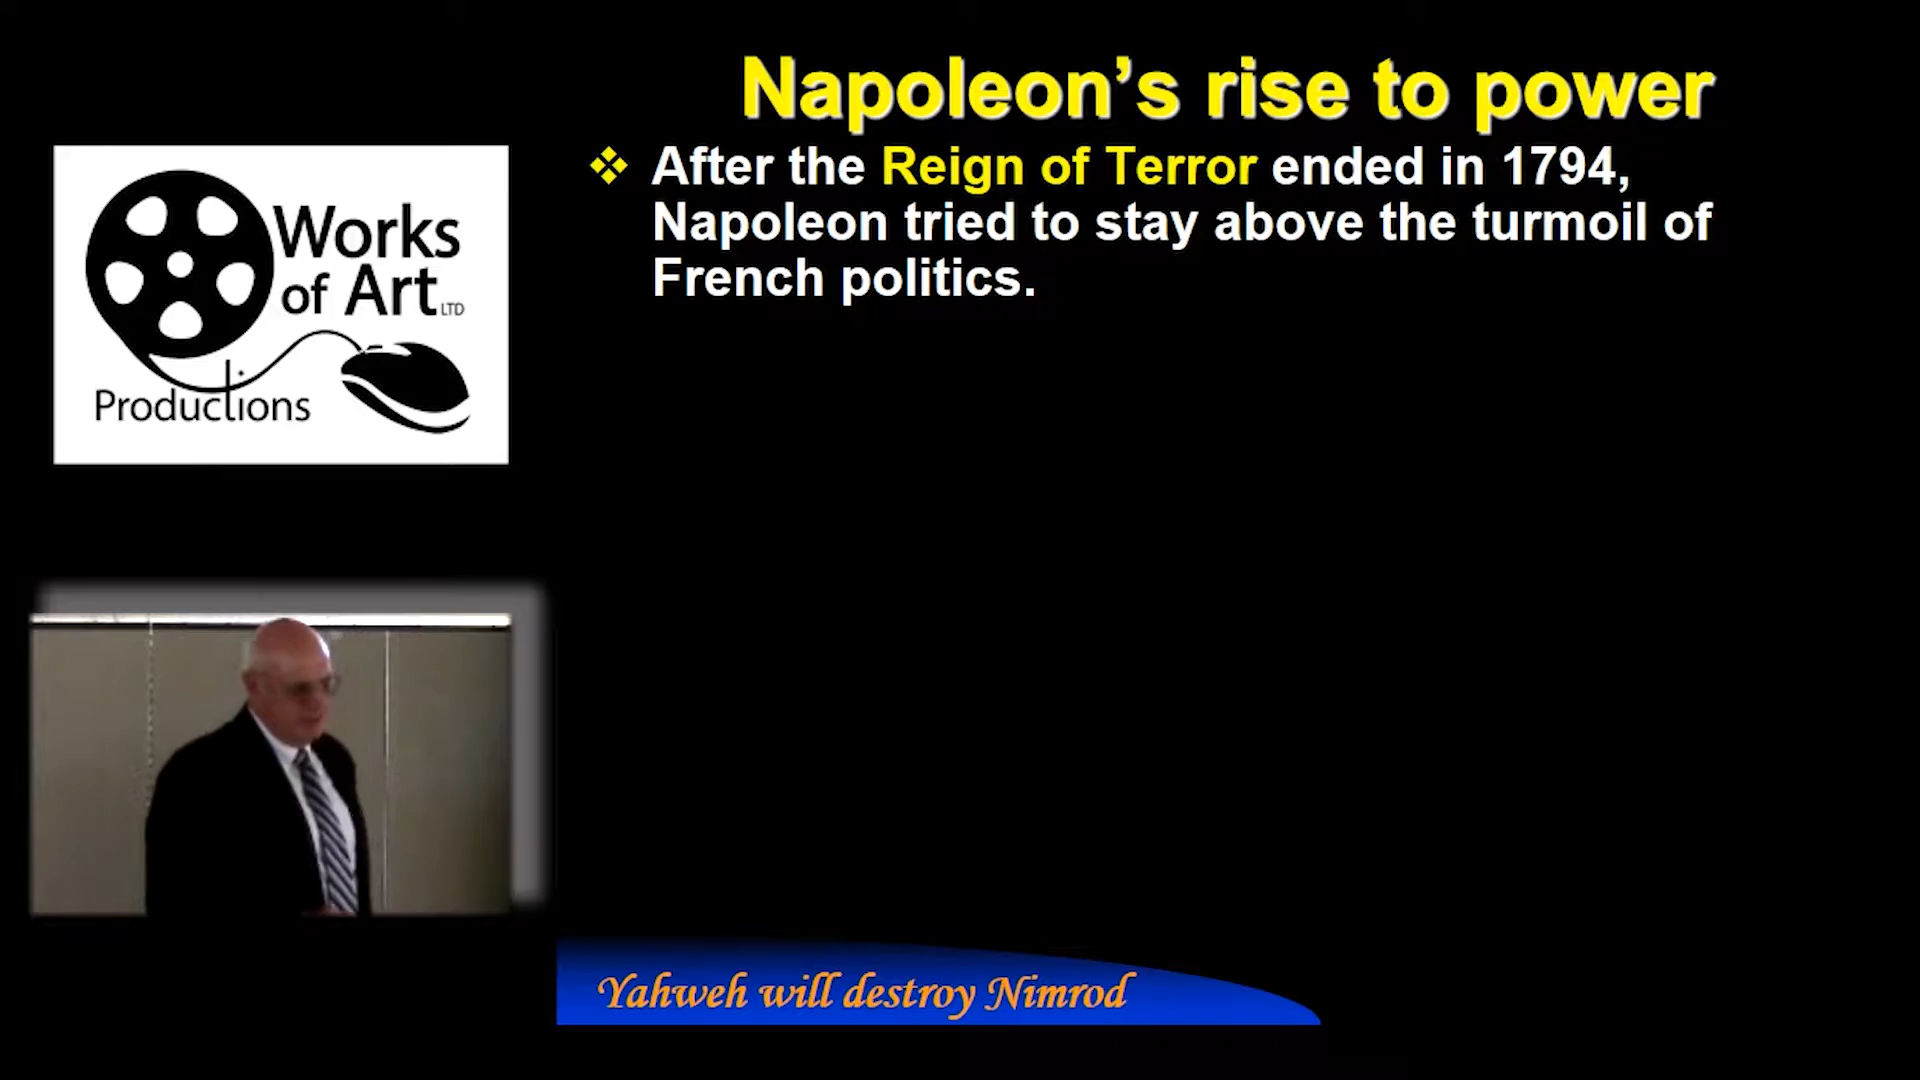 Napoleon’s rise to power
❖ After the Reign of Terror ended in 1794,
Napoleon tried to stay above the turmoil of
French politics.
Works
of Art LTD
Productions
Yahweh will destroy Nimrod